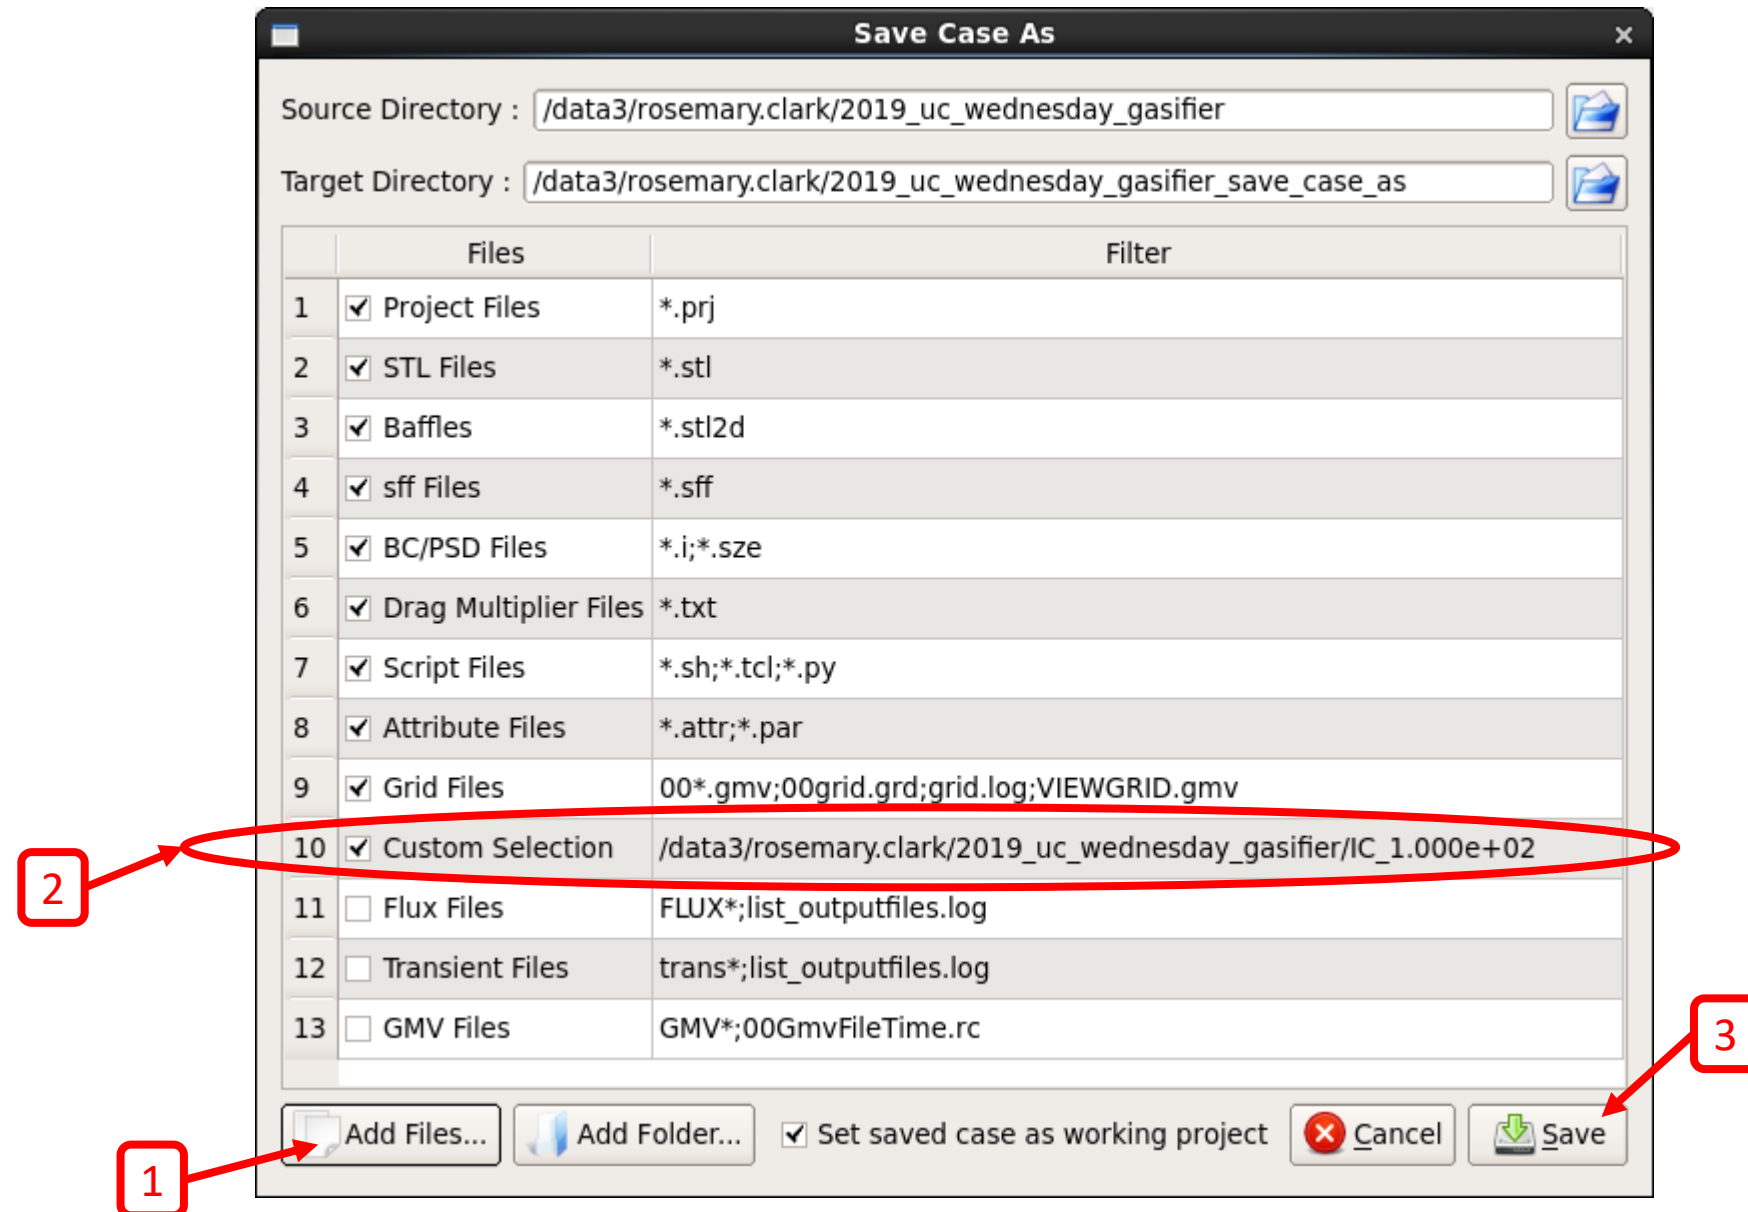 Save Case As
Source Directory : /data3/rosemary.clark/2019_uc_wednesday_gasifier
Target Directory : /data3/rosemary.clark/2019_uc_wednesday_gasifier_save_case_as
Files Filter
1 Project Files *.prj
2 STL Files *.stl
3 Baffles *.stl2d
4 sff Files *.sff
5 BC/PSD Files *.i;*.sze
6 Drag Multiplier Files *.txt
7 Script Files *.sh;*.tcl;*.py
8 Attribute Files *.attr;*.par
9 Grid Files 00*.gmv;00grid.grd;grid.log;VIEWGRID.gmv
10 Custom Selection /data3/rosemary.clark/2019_uc_wednesday_gasifier/IC_1.000e+02
2
11 Flux Files FLUX*;list_outputfiles.log
12 Transient Files trans*;list_outputfiles.log
13 GMV Files GMV*;00GmvFileTime.rc
3
Add Files... Add Folder... Set saved case as working project Cancel Save
1